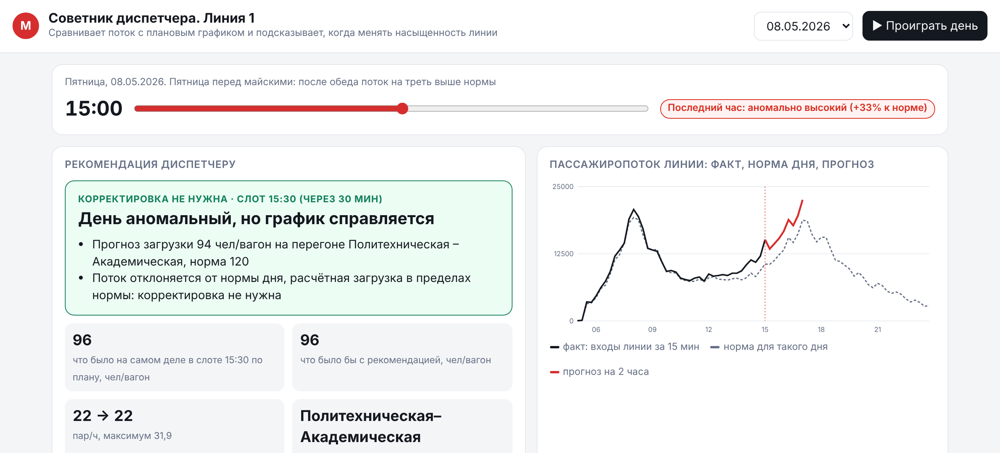 М
Советник диспетчера. Линия 1
Сравнивает поток с плановым графиком и подсказывает, когда менять насыщенность линии
08.05.2026
▶ Проиграть день
Пятница, 08.05.2026. Пятница перед майскими: после обеда поток на треть выше нормы
15:00
Последний час: аномально высокий (+33% к норме)
РЕКОМЕНДАЦИЯ ДИСПЕТЧЕРУ
КОРРЕКТИРОВКА НЕ НУЖНА · СЛОТ 15:30 (ЧЕРЕЗ 30 МИН)
День аномальный, но график справляется
• Прогноз загрузки 94 чел/вагон на перегоне Политехническая –
Академическая, норма 120
• Поток отклоняется от нормы дня, расчётная загрузка в пределах
нормы: корректировка не нужна
96
что было на самом деле в слоте 15:30 по
плану, чел/вагон
96
что было бы с рекомендацией, чел/вагон
22 → 22
пар/ч, максимум 31,9
Политехническая–
Академическая
ПАССАЖИРОПОТОК ЛИНИИ: ФАКТ, НОРМА ДНЯ, ПРОГНОЗ
25000
12500
0
06 09 12 15 18 21
факт: входы линии за 15 мин норма для такого дня
прогноз на 2 часа